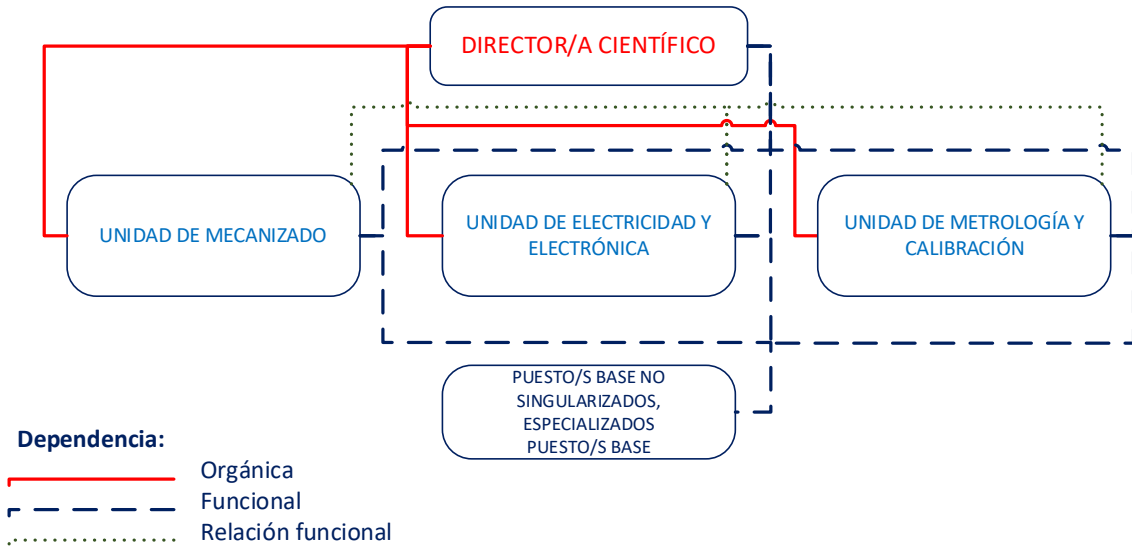 DIRECTOR/A CIENTÍFICO
UNIDAD DE MECANIZADO
UNIDAD DE ELECTRICIDAD Y
ELECTRÓNICA
UNIDAD DE METROLOGÍA Y
CALIBRACIÓN
PUESTO/S BASE NO
SINGULARIZADOS,
ESPECIALIZADOS
PUESTO/S BASE
Dependencia:
Orgánica
Funcional
Relación funcional